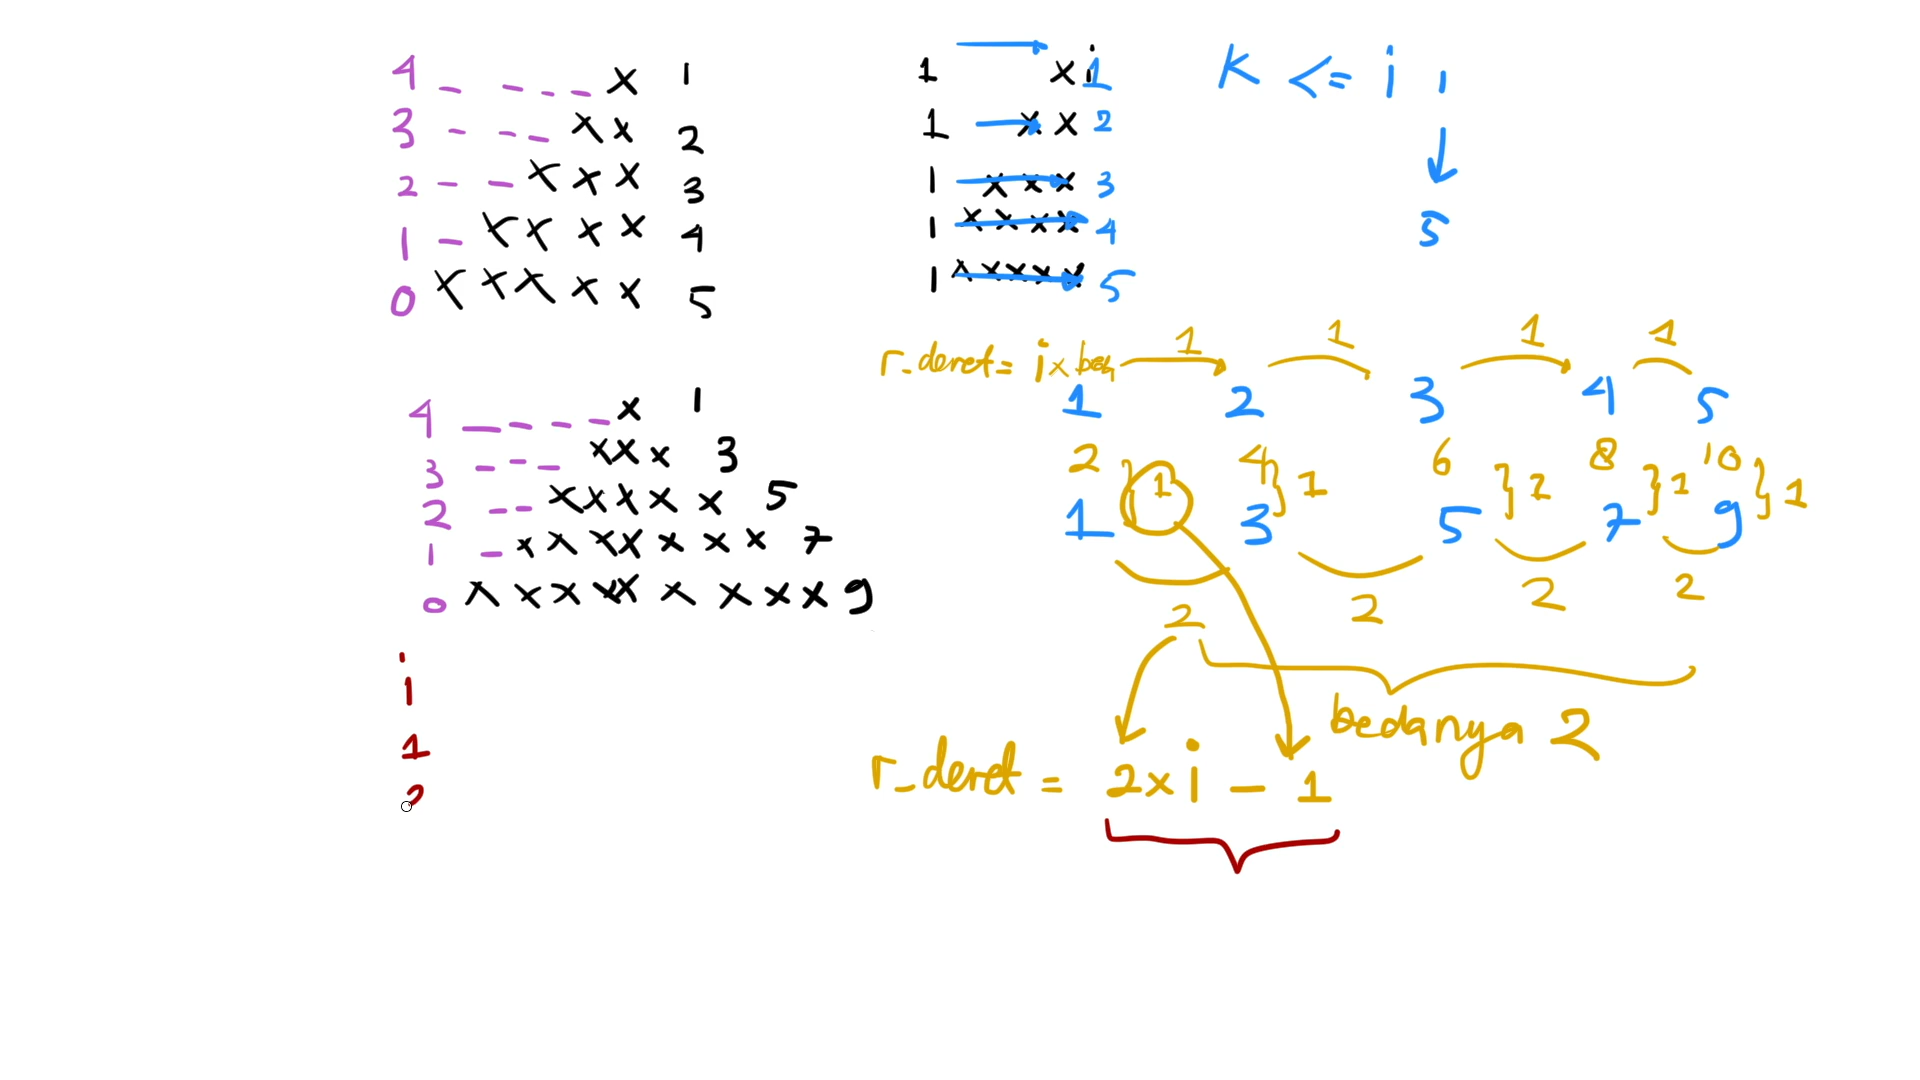 4 _ _ _ _ _ x 1
3 - - - x x 2
2 - - x x x 3
1 - x x x x 4
0 x x x x x 5
1 x i 1
1 x x 2
1 x x x 3
1 x x x x 4
1 x x x x x 5
K <= i 1
5
r_deret = i x beda
1 1 1 1
1 2 3 4 5
2 4 6 8 10
1 1 2 1 1
1 3 5 7 9
2 2 2 2
bedanya 2
r_deret = 2 x i - 1
4 _ _ _ _ x 1
3 - - - x x x 3
2 - - x x x x x 5
1 - x x x x x x x 7
0 x x x x x x x x x 9
i
1
1
2